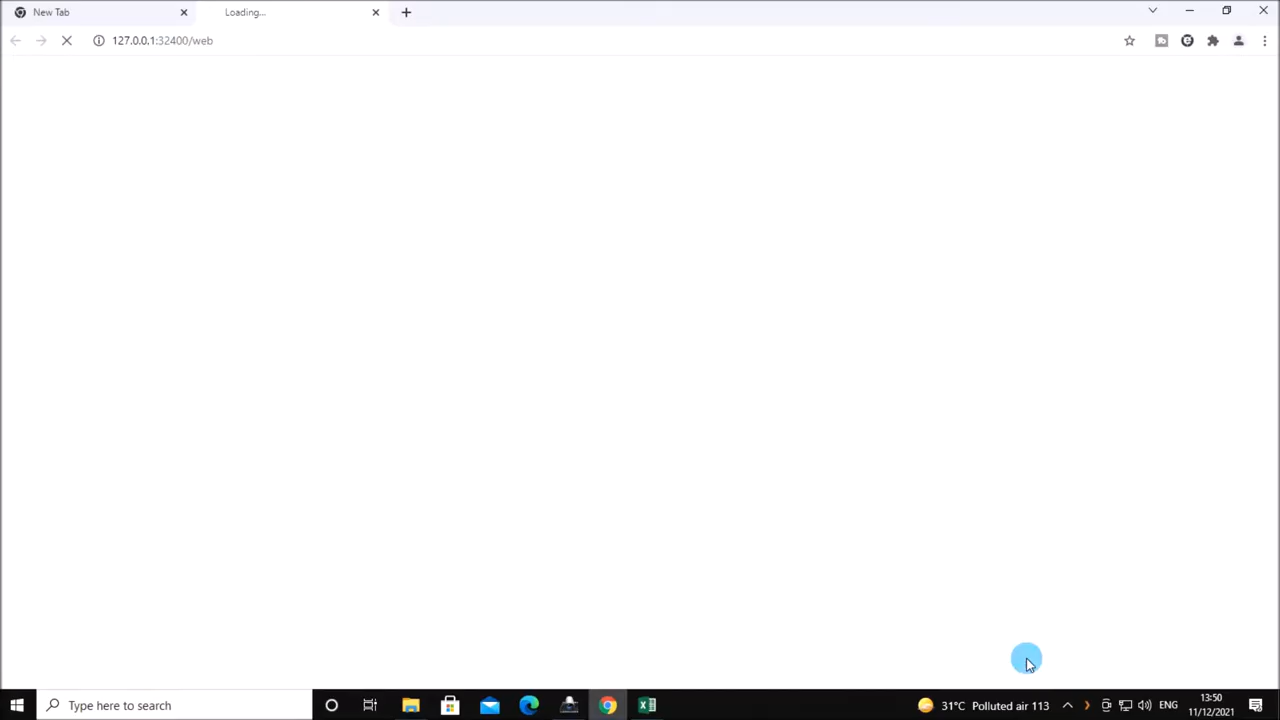 New Tab
Loading...
127.0.0.1:32400/web
Type here to search
31°C Polluted air 113
ENG
13:50
11/12/2021